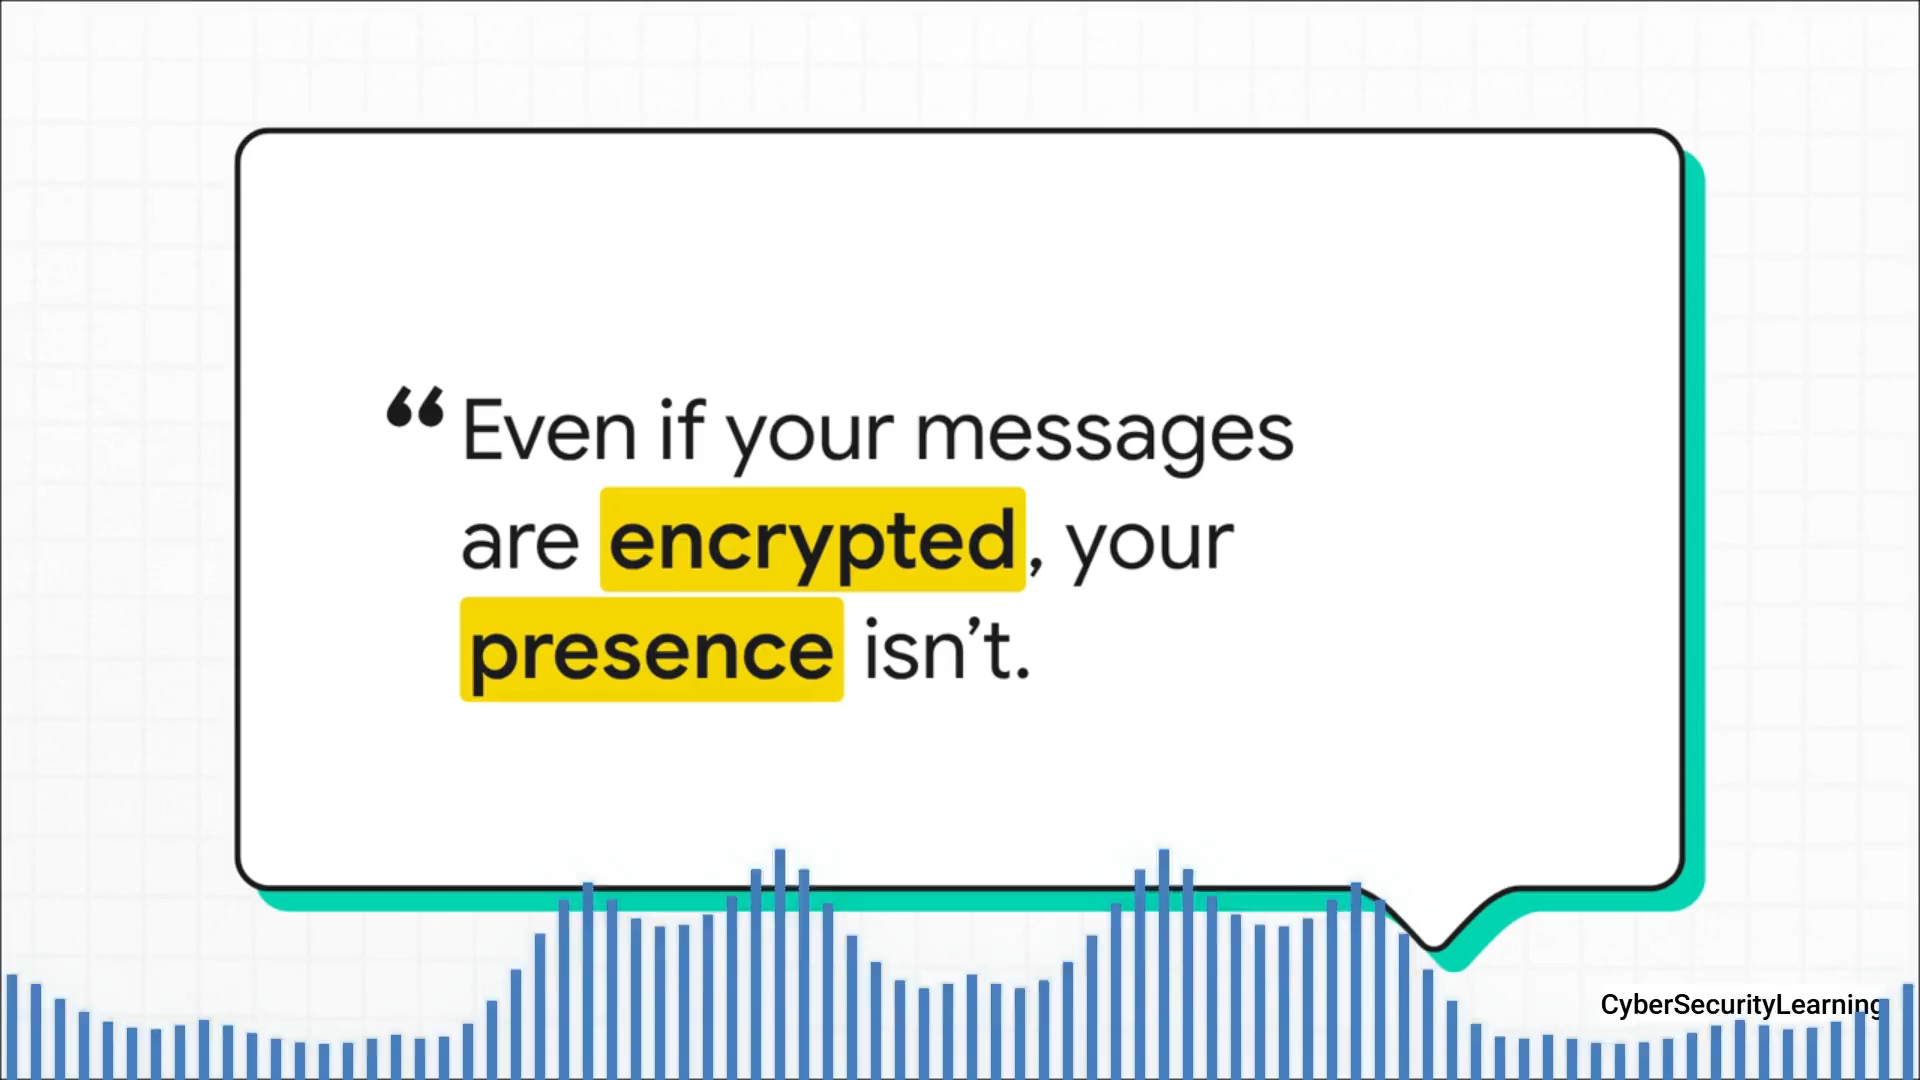 “Even if your messages
are encrypted, your
presence isn’t.
CyberSecurityLearning